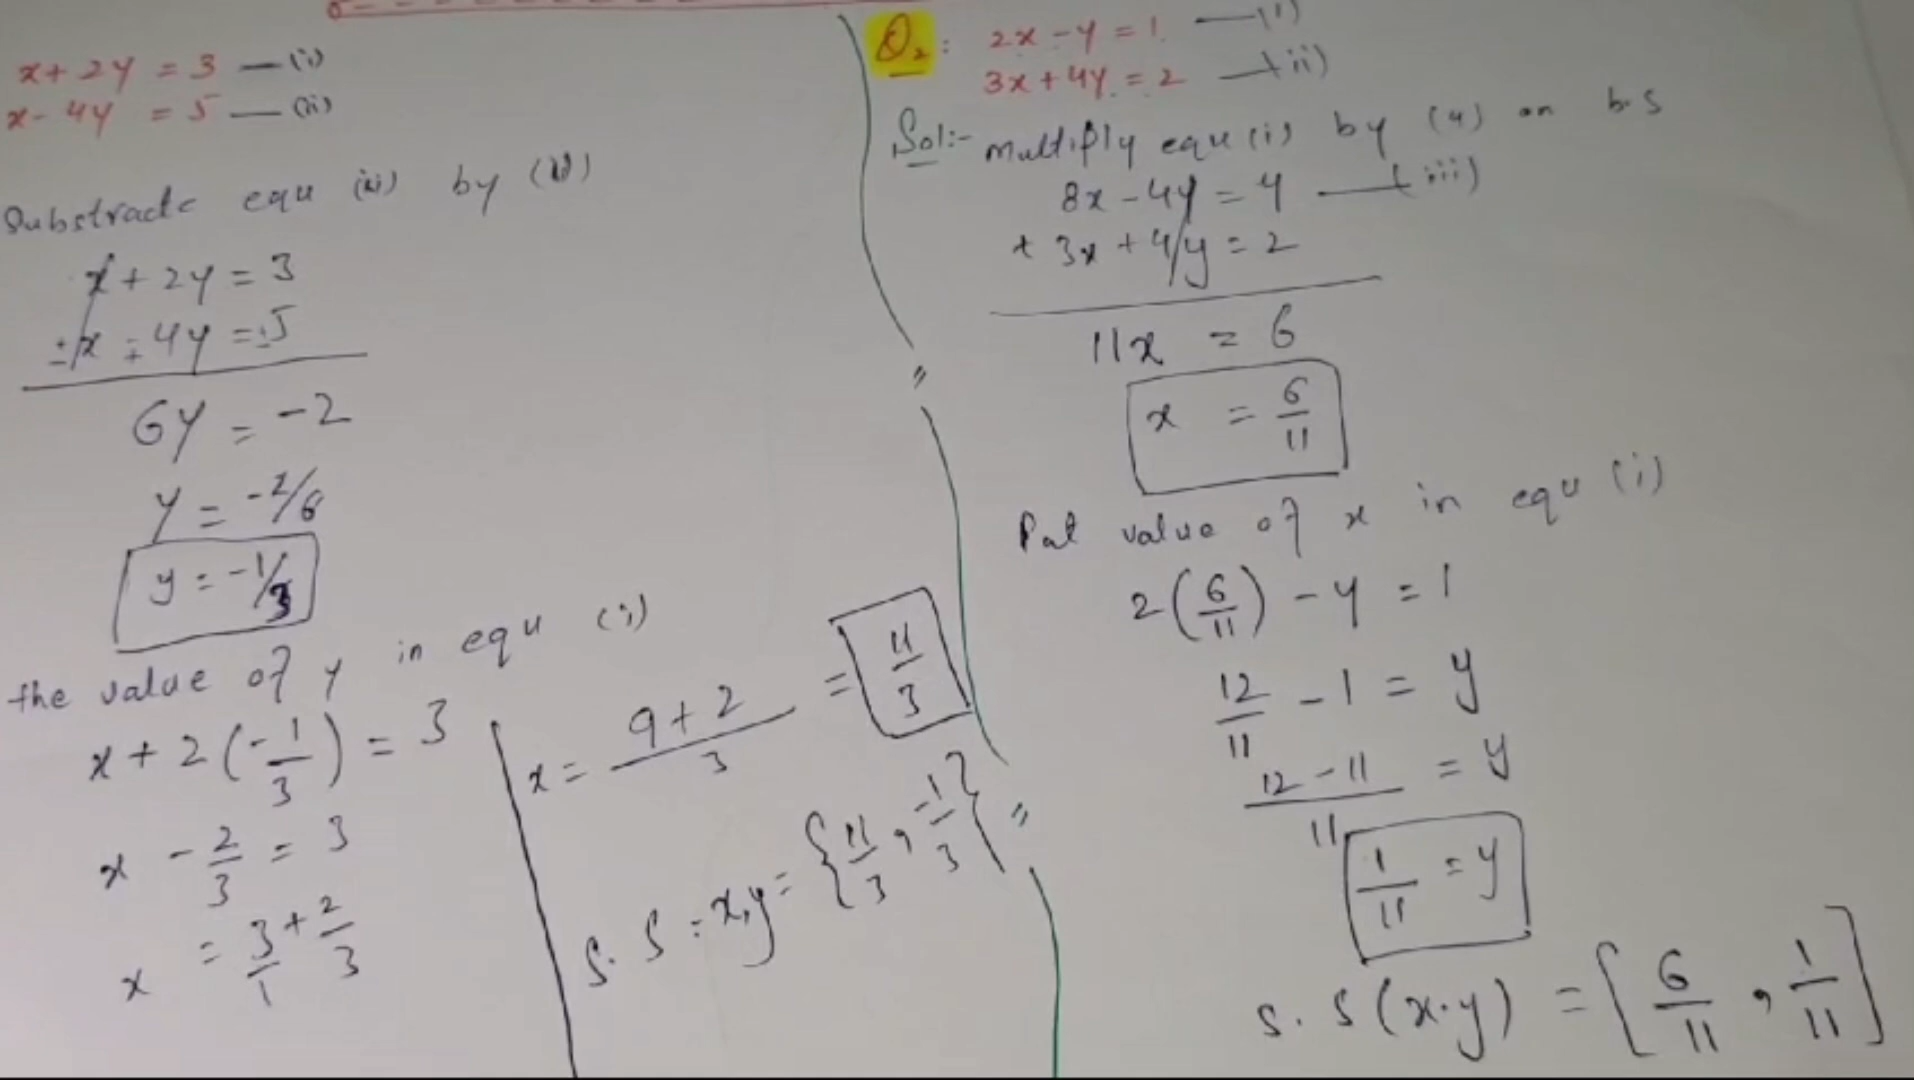 x + 2y = 3 — (i)
x - 4y = 5 — (ii)
Substracte equ (ii) by (ii)
x + 2y = 3
± x ∓ 4y = ± 5
6y = -2
y = -2/6
y = -1/3
the value of y in equ (i)
x + 2(-1/3) = 3
x - 2/3 = 3
x = 3/1 + 2/3
x = 9+2/3 = 11/3
S.S = x,y = {11/3, -1/3}
Q2: 2x - y = 1. — (i)
3x + 4y = 2 — (ii)
Sol:- multiply equ (i) by (4) on b.s
8x - 4y = 4 — (iii)
+ 3x + 4y = 2
11x = 6
x = 6/11
Put value of x in equ (i)
2(6/11) - y = 1
12/11 - 1 = y
12-11/11 = y
1/11 = y
S.S (x.y) = [6/11, 1/11]